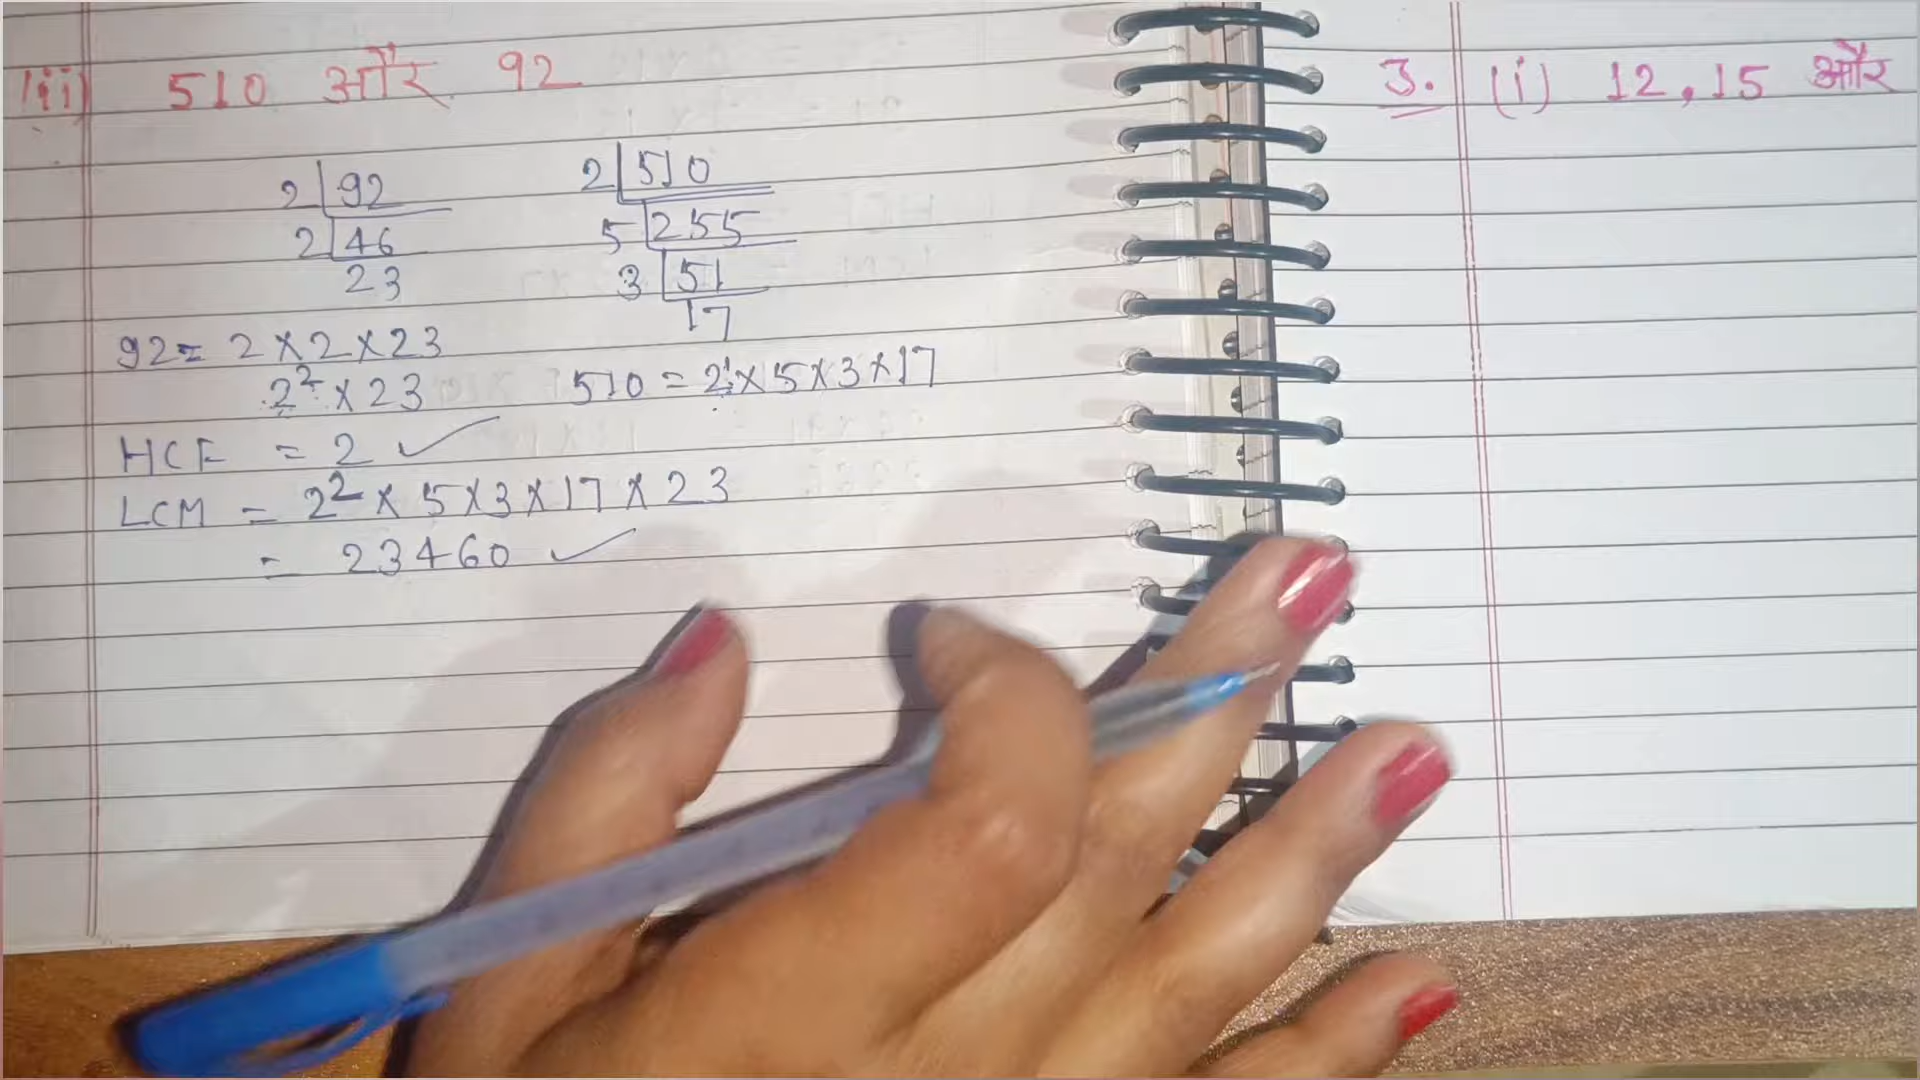 (ii) 510 और 92
2 | 92
2 | 46
23
2 | 510
5 | 255
3 | 51
17
92 = 2 × 2 × 23
2² × 23
510 = 2¹ × 5 × 3 × 17
HCF = 2 ✓
LCM = 2² × 5 × 3 × 17 × 23
= 23460 ✓
3. (i) 12, 15 और